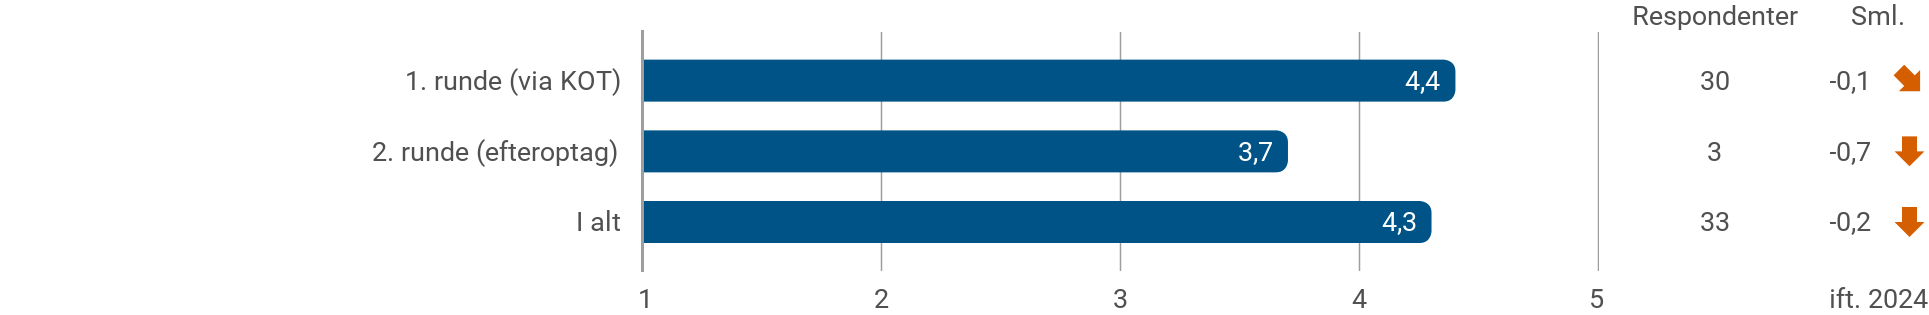 Respondenter Sml.
1. runde (via KOT) 4,4 30 -0,1
2. runde (efteroptag) 3,7 3 -0,7
I alt 4,3 33 -0,2
1 2 3 4 5 ift. 2024